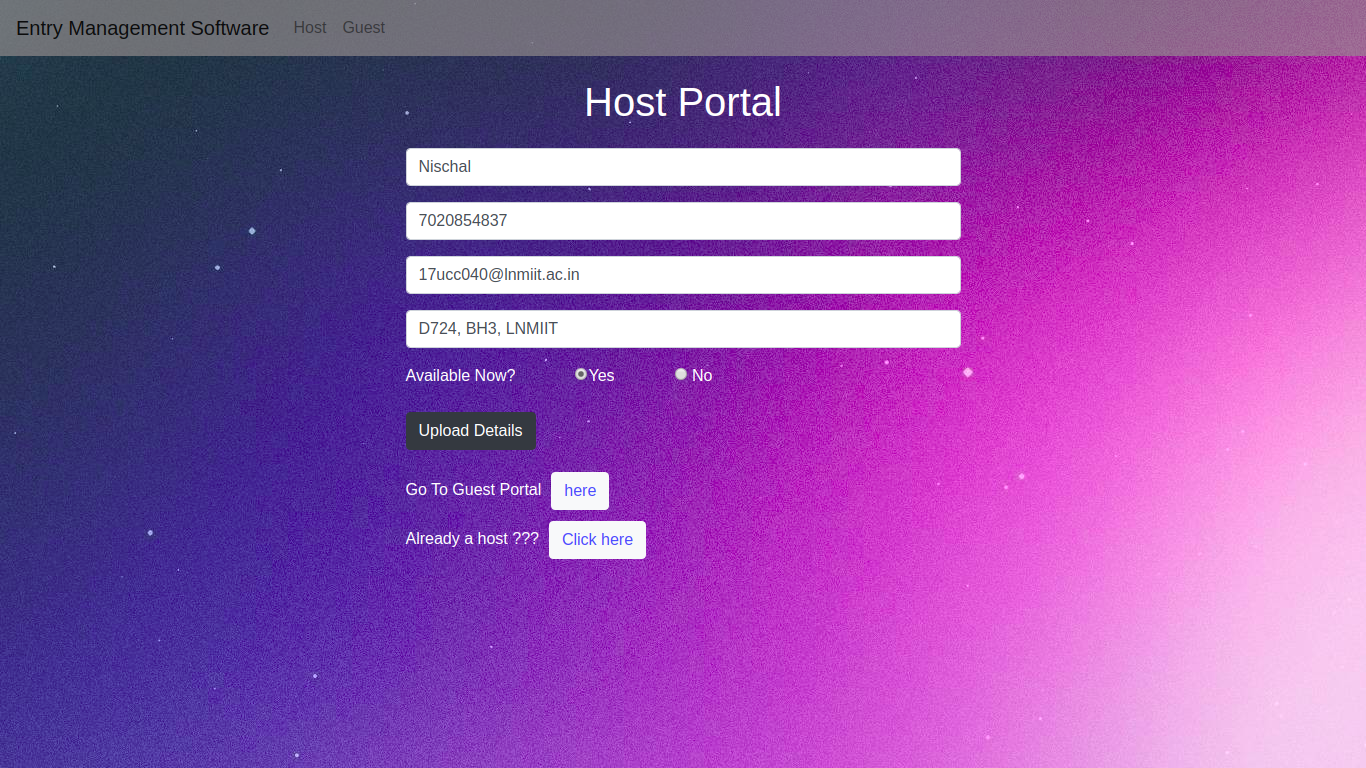 Entry Management Software Host Guest
Host Portal
Nischal
7020854837
17ucc040@lnmiit.ac.in
D724, BH3, LNMIIT
Available Now? Yes No
Upload Details
Go To Guest Portal here
Already a host ??? Click here